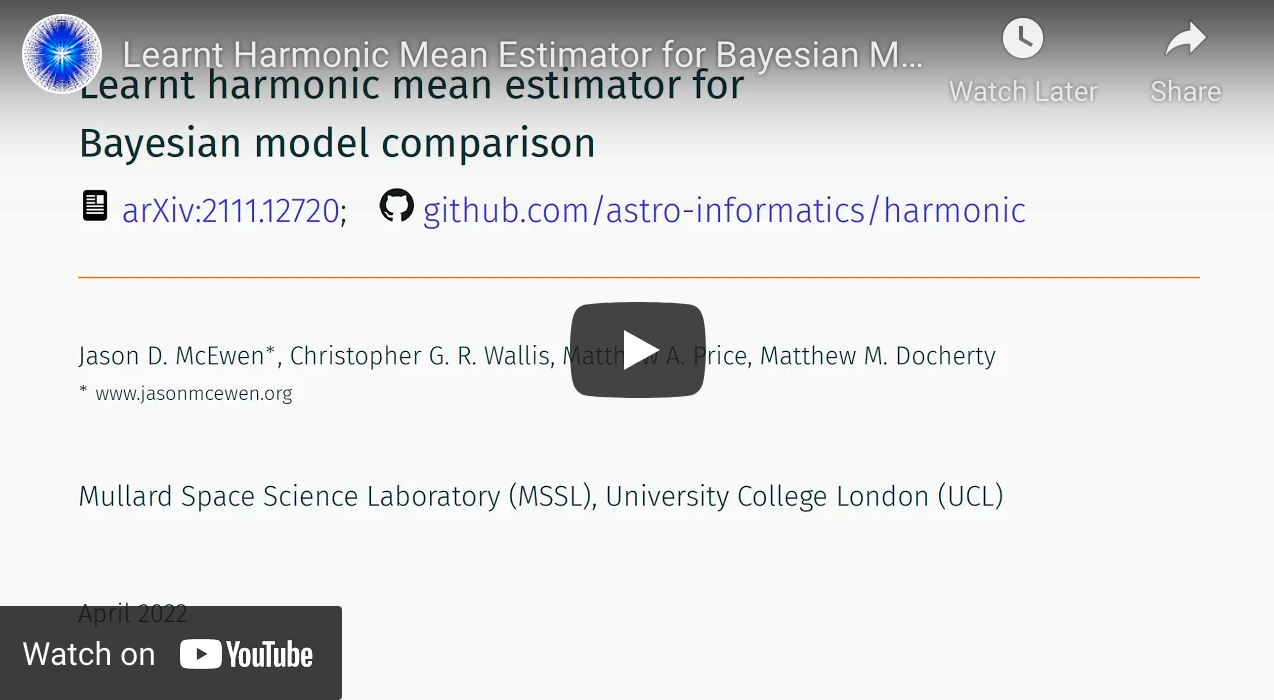 Learnt Harmonic Mean Estimator for Bayesian M...
Watch Later
Share
Learnt harmonic mean estimator for
Bayesian model comparison
arXiv:2111.12720; github.com/astro-informatics/harmonic
Jason D. McEwen*, Christopher G. R. Wallis, Matthew A. Price, Matthew M. Docherty
* www.jasonmcewen.org
Mullard Space Science Laboratory (MSSL), University College London (UCL)
April 2022
Watch on YouTube